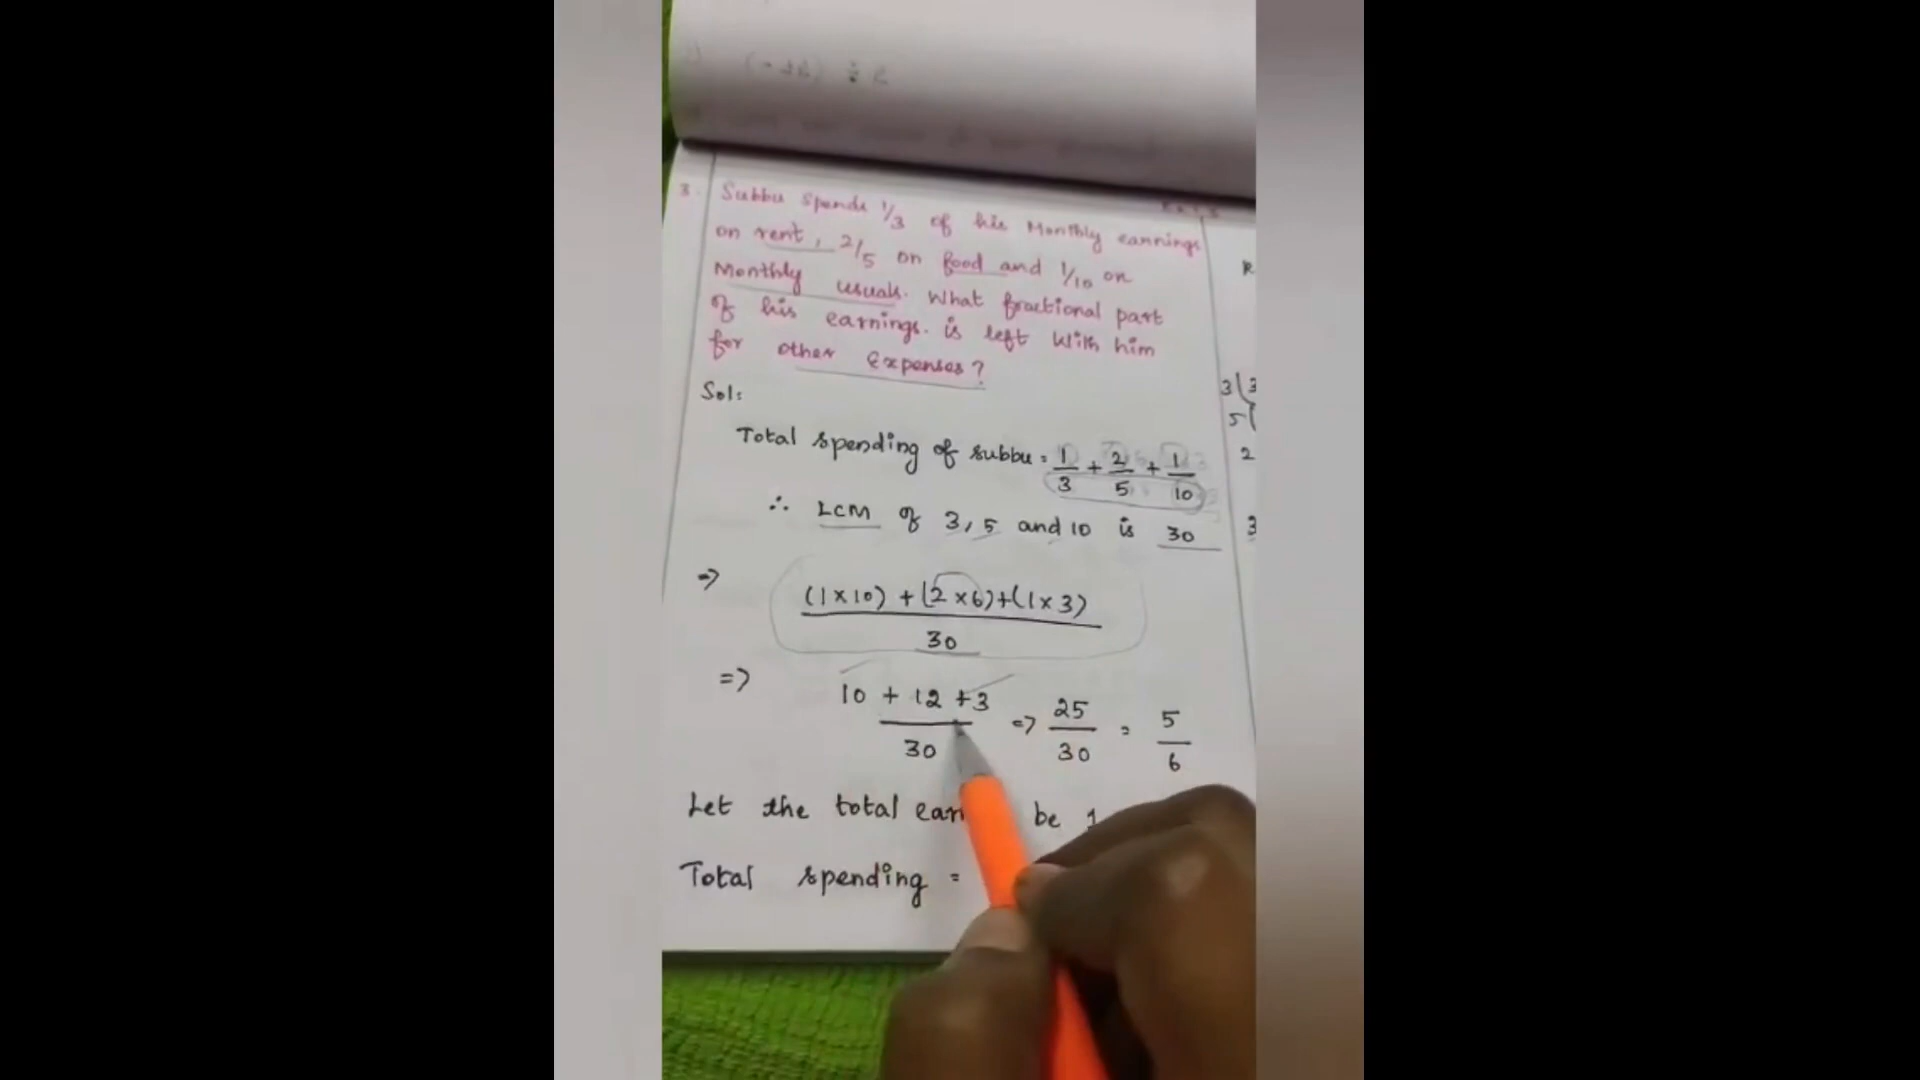 3. Subbu spends 1/3 of his Monthly earnings
on rent, 2/5 on food and 1/10 on
Monthly usuals. What fractional part
of his earnings. is left with him
for other Expenses?
Sol:
Total spending of subbu = 1/3 + 2/5 + 1/10
∴ LCM of 3, 5 and 10 is 30
=> (1 x 10) + (2 x 6) + (1 x 3) / 30
=> 10 + 12 + 3 / 30 => 25/30 = 5/6
Let the total be 1
Total spending =